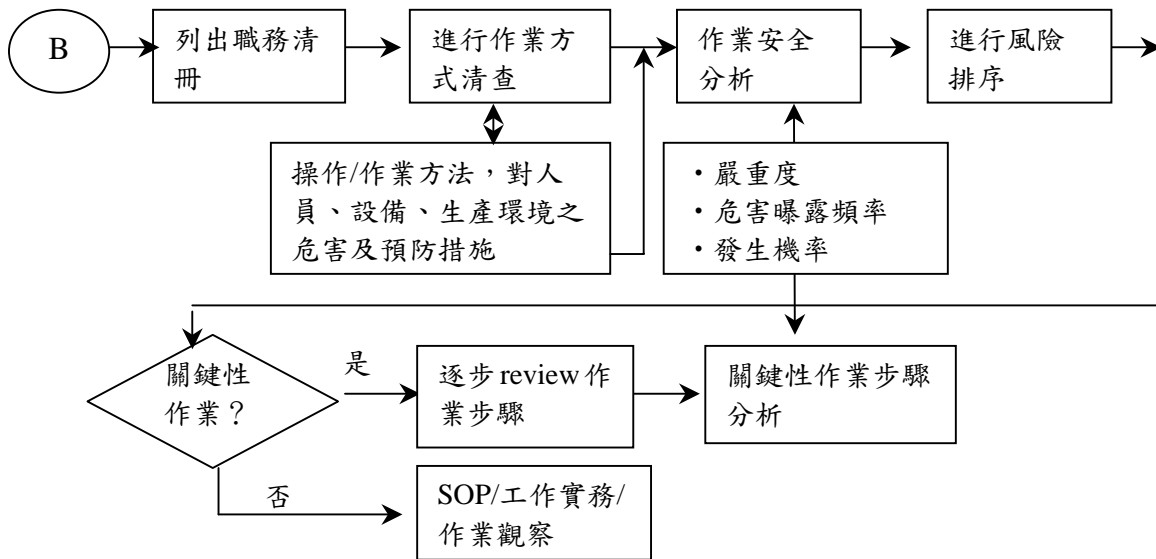 B
列出職務清
冊
進行作業方
式清查
作業安全
分析
進行風險
排序
操作/作業方法，對人
員、設備、生產環境之
危害及預防措施
・嚴重度
・危害曝露頻率
・發生機率
關鍵性
作業？
是
逐步 review 作
業步驟
關鍵性作業步驟
分析
否
SOP/工作實務/
作業觀察